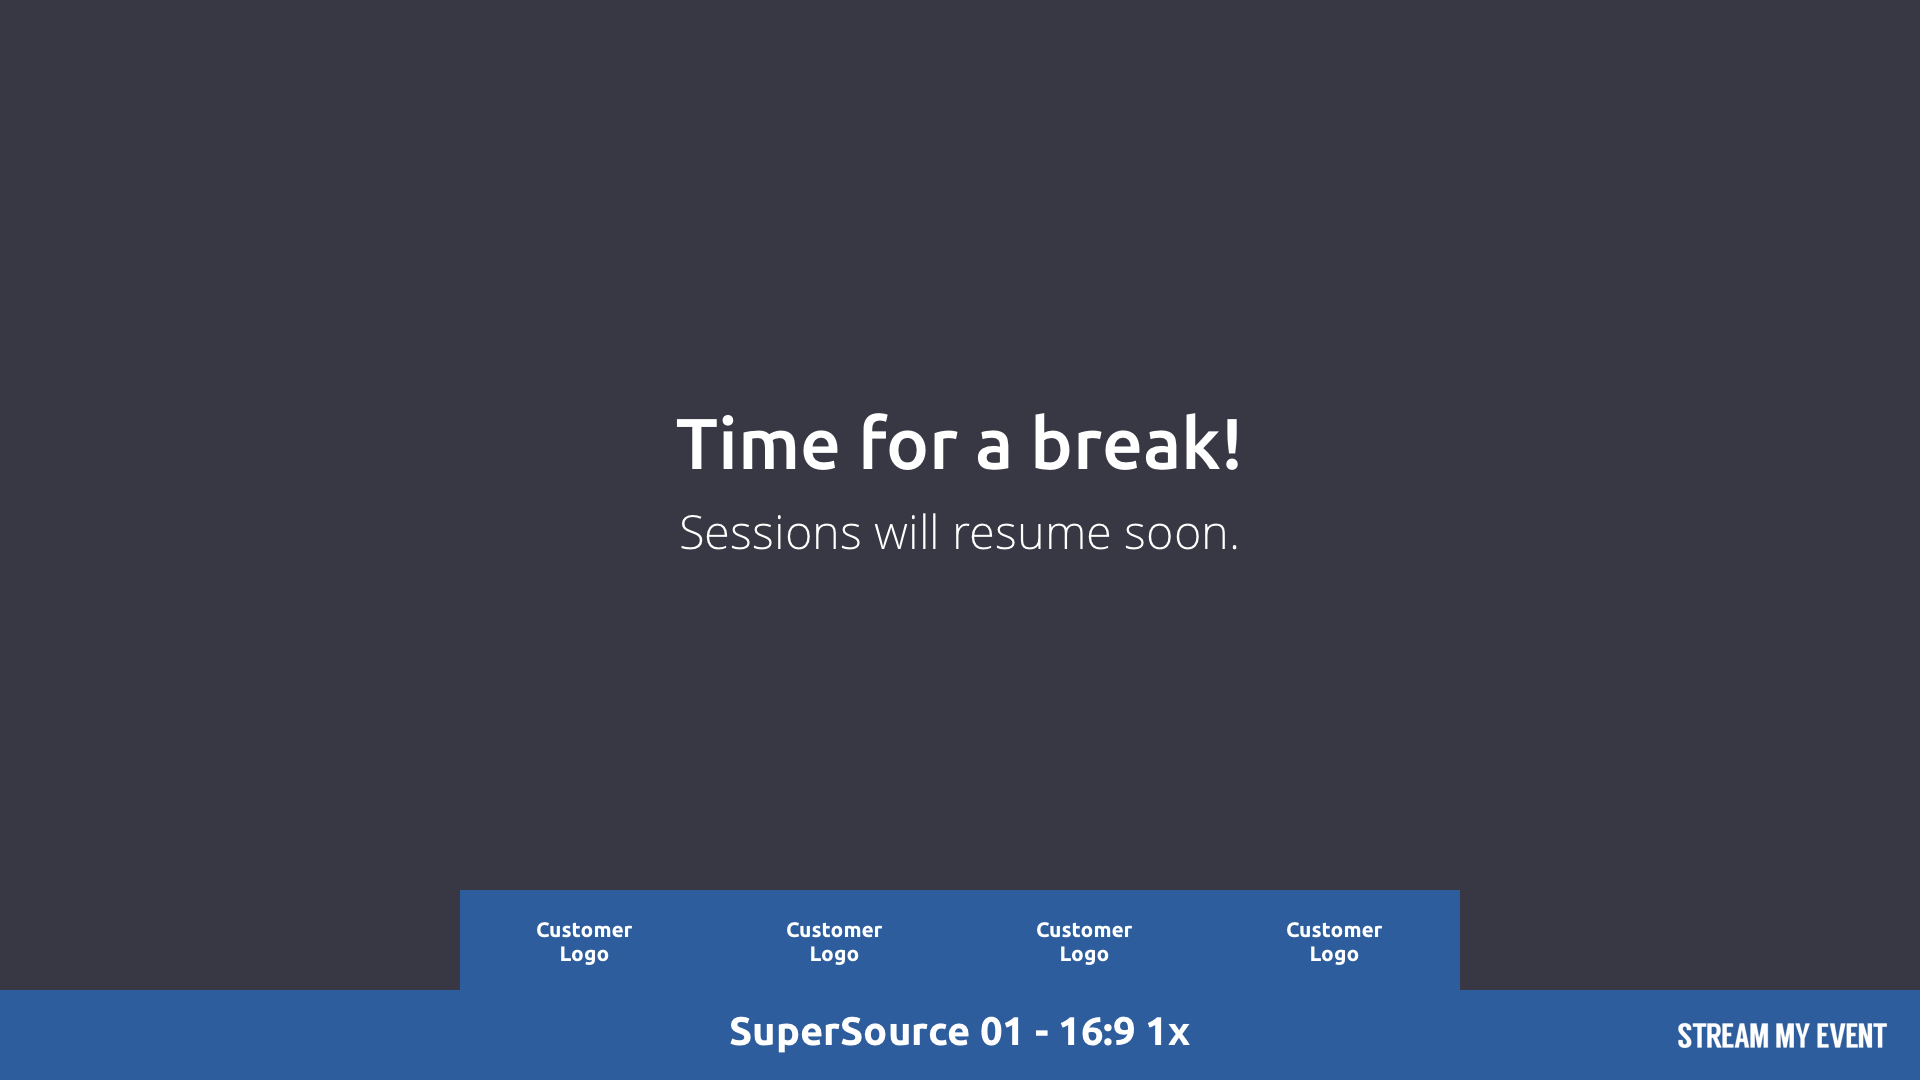 Time for a break!
Sessions will resume soon.
Customer Logo
Customer Logo
Customer Logo
Customer Logo
SuperSource 01 - 16:9 1x
STREAM MY EVENT